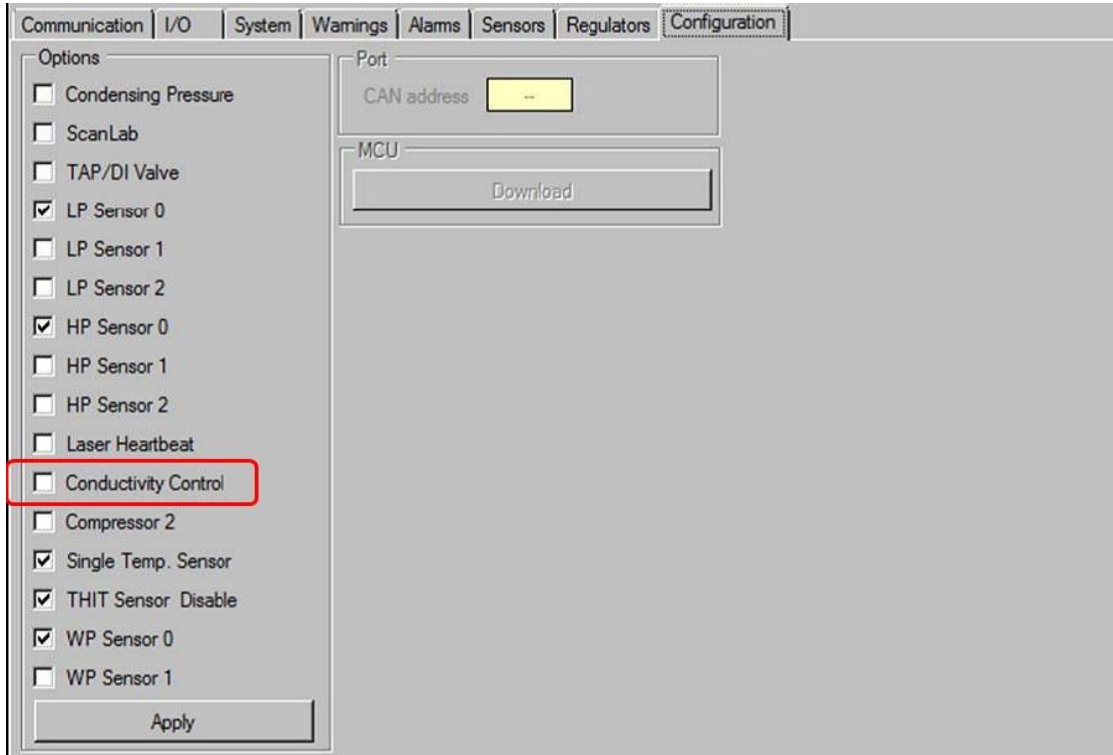 Communication I/O System Warnings Alarms Sensors Regulators Configuration
Options
Condensing Pressure
ScanLab
TAP/DI Valve
LP Sensor 0
LP Sensor 1
LP Sensor 2
HP Sensor 0
HP Sensor 1
HP Sensor 2
Laser Heartbeat
Conductivity Control
Compressor 2
Single Temp. Sensor
THIT Sensor Disable
WP Sensor 0
WP Sensor 1
Apply
Port
CAN address --
MCU
Download